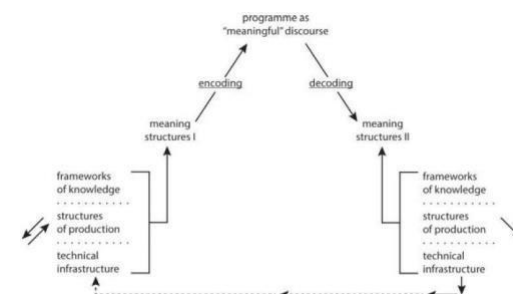 programme as
"meaningful" discourse
encoding
decoding
meaning
structures I
meaning
structures II
frameworks
of knowledge
structures
of production
technical
infrastructure
frameworks
of knowledge
structures
of production
technical
infrastructure